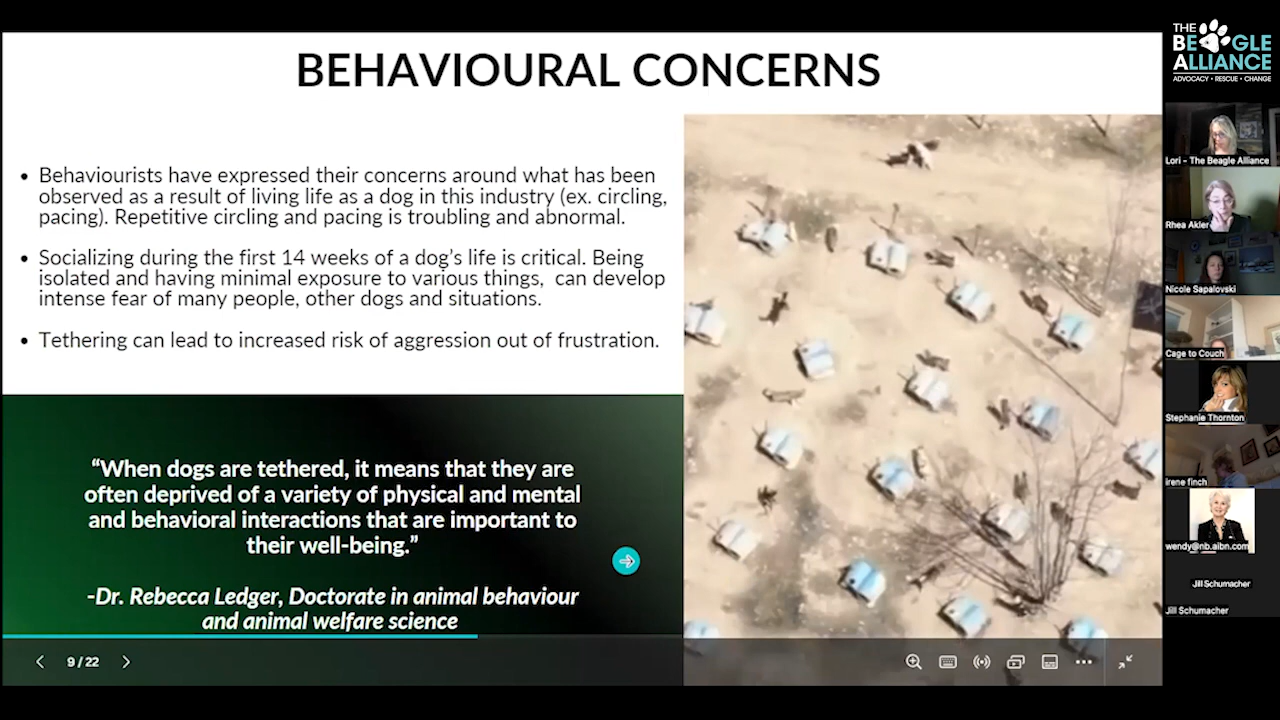 BEHAVIOURAL CONCERNS
• Behaviourists have expressed their concerns around what has been
observed as a result of living life as a dog in this industry (ex. circling,
pacing). Repetitive circling and pacing is troubling and abnormal.
• Socializing during the first 14 weeks of a dog's life is critical. Being
isolated and having minimal exposure to various things, can develop
intense fear of many people, other dogs and situations.
• Tethering can lead to increased risk of aggression out of frustration.
“When dogs are tethered, it means that they are
often deprived of a variety of physical and mental
and behavioral interactions that are important to
their well-being.”
-Dr. Rebecca Ledger, Doctorate in animal behaviour
and animal welfare science
9 / 22
THE
BEAGLE
ALLIANCE
ADVOCACY • RESCUE • CHANGE
Lori - The Beagle Alliance
Rhea Akler
Nicole Sapalovski
Cage to Couch
Stephanie Thornton
irene finch
wendy@nb.aibn.com
Jill Schumacher
Jill Schumacher